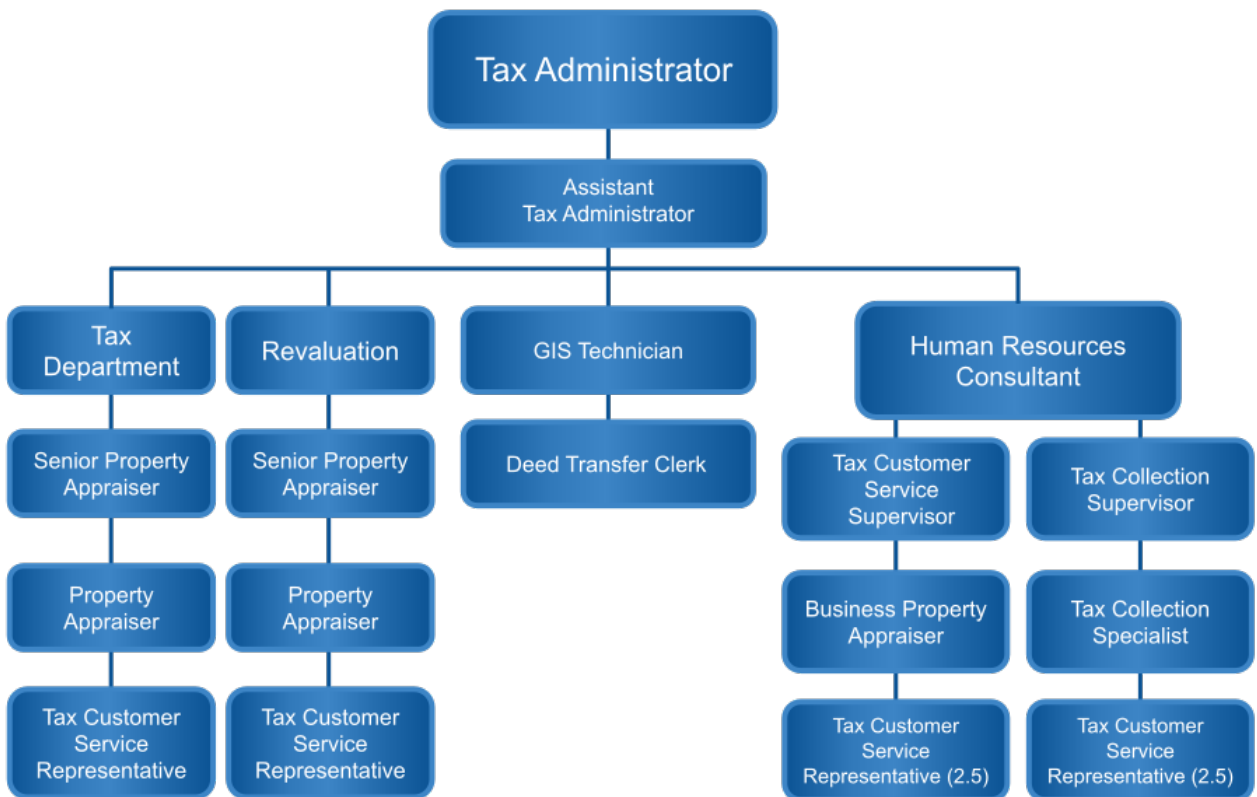 Tax Administrator
Assistant
Tax Administrator
Tax
Department
Revaluation
GIS Technician
Human Resources
Consultant
Senior Property
Appraiser
Senior Property
Appraiser
Deed Transfer Clerk
Tax Customer
Service
Supervisor
Tax Collection
Supervisor
Property
Appraiser
Property
Appraiser
Business Property
Appraiser
Tax Collection
Specialist
Tax Customer
Service
Representative
Tax Customer
Service
Representative
Tax Customer
Service
Representative (2.5)
Tax Customer
Service
Representative (2.5)